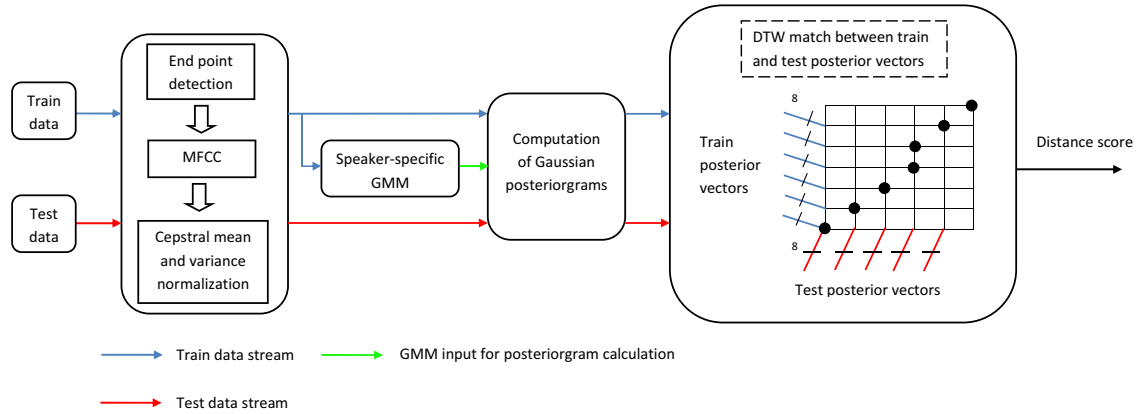 Train
data
Test
data
End point
detection
MFCC
Cepstral mean
and variance
normalization
Speaker-specific
GMM
Computation
of Gaussian
posteriorgrams
DTW match between train
and test posterior vectors
8
Train
posterior
vectors
8
Test posterior vectors
Distance score
Train data stream
GMM input for posteriorgram calculation
Test data stream